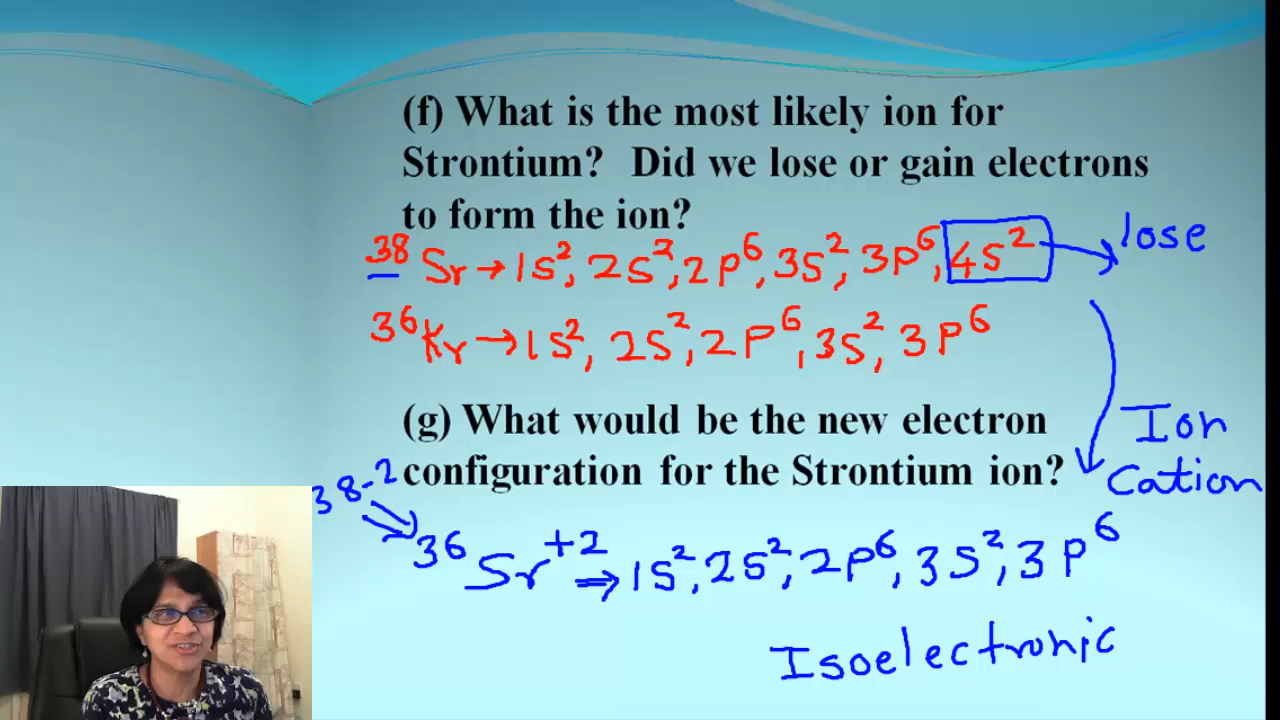 (f) What is the most likely ion for
Strontium? Did we lose or gain electrons
to form the ion?
38 Sr → 1S², 2S², 2P⁶, 3S², 3P⁶, 4S² → lose
36 Kr → 1S², 2S², 2P⁶, 3S², 3P⁶
(g) What would be the new electron
configuration for the Strontium ion?
Ion
Cation
38-2
36 Sr⁺² ⇒ 1S², 2S², 2P⁶, 3S², 3P⁶
Isoelectronic